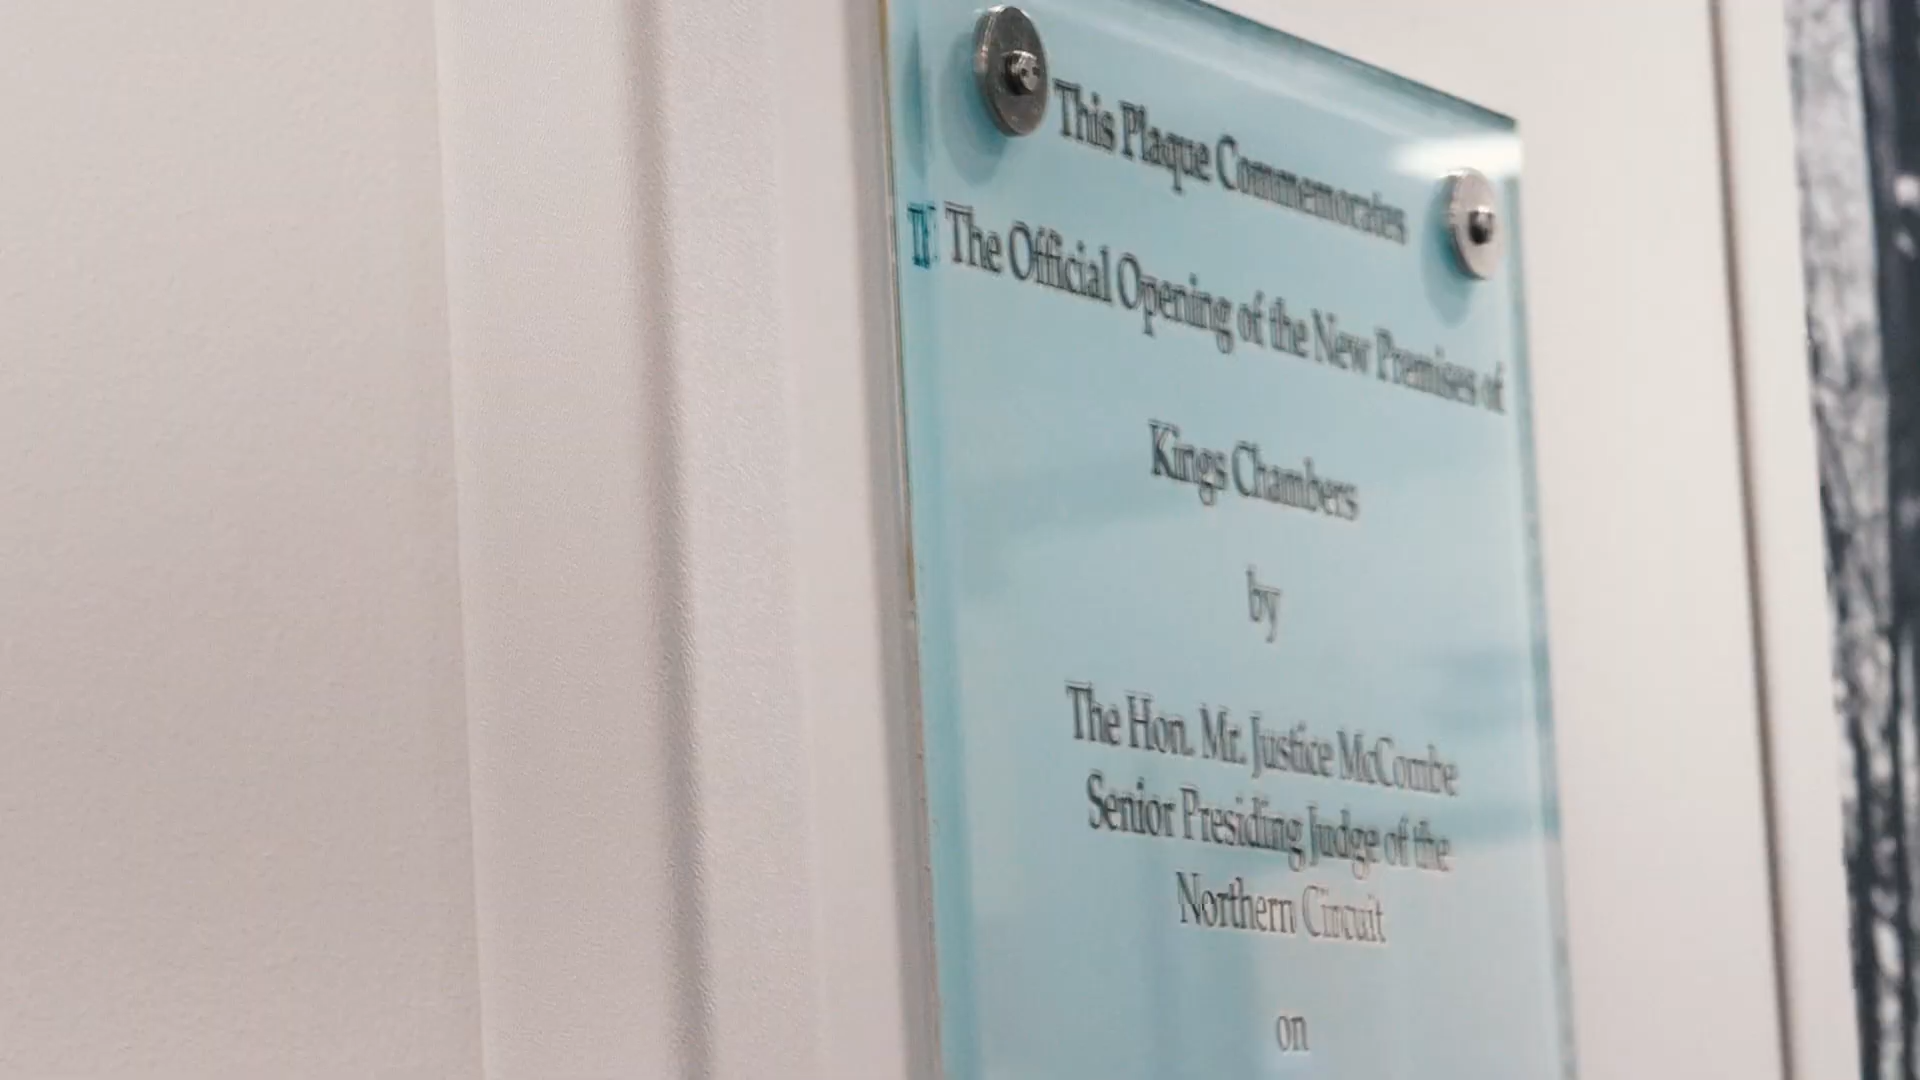 This Plaque Commemorates
The Official Opening of the New Premises of
Kings Chambers
by
The Hon. Mr. Justice McCombe
Senior Presiding Judge of the
Northern Circuit
on